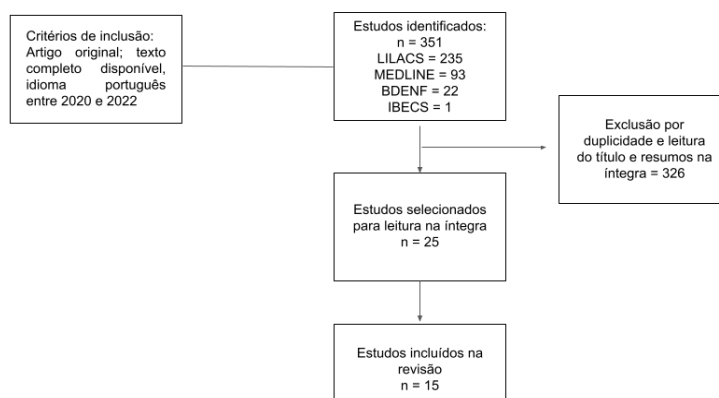 Critérios de inclusão:
Artigo original; texto
completo disponível,
idioma português
entre 2020 e 2022
Estudos identificados:
n = 351
LILACS = 235
MEDLINE = 93
BDENF = 22
IBECS = 1
Exclusão por
duplicidade e leitura
do título e resumos na
íntegra = 326
Estudos selecionados
para leitura na íntegra
n = 25
Estudos incluídos na
revisão
n = 15